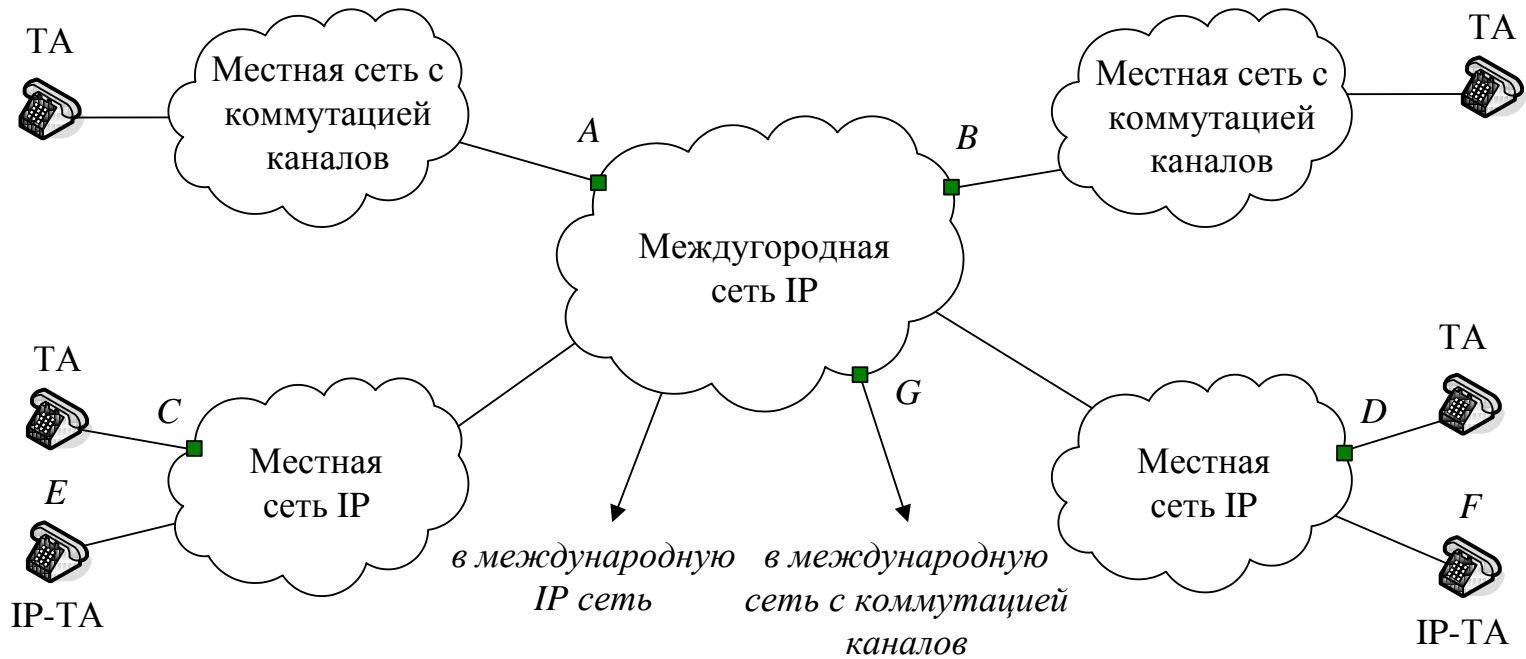 ТА
Местная сеть с
коммутацией
каналов
A
B
Местная сеть с
коммутацией
каналов
ТА
Междугородная
сеть IP
ТА
C
Местная
сеть IP
E
IP-ТА
G
в международную
IP сеть
в международную
сеть с коммутацией
каналов
Местная
сеть IP
ТА
D
F
IP-ТА